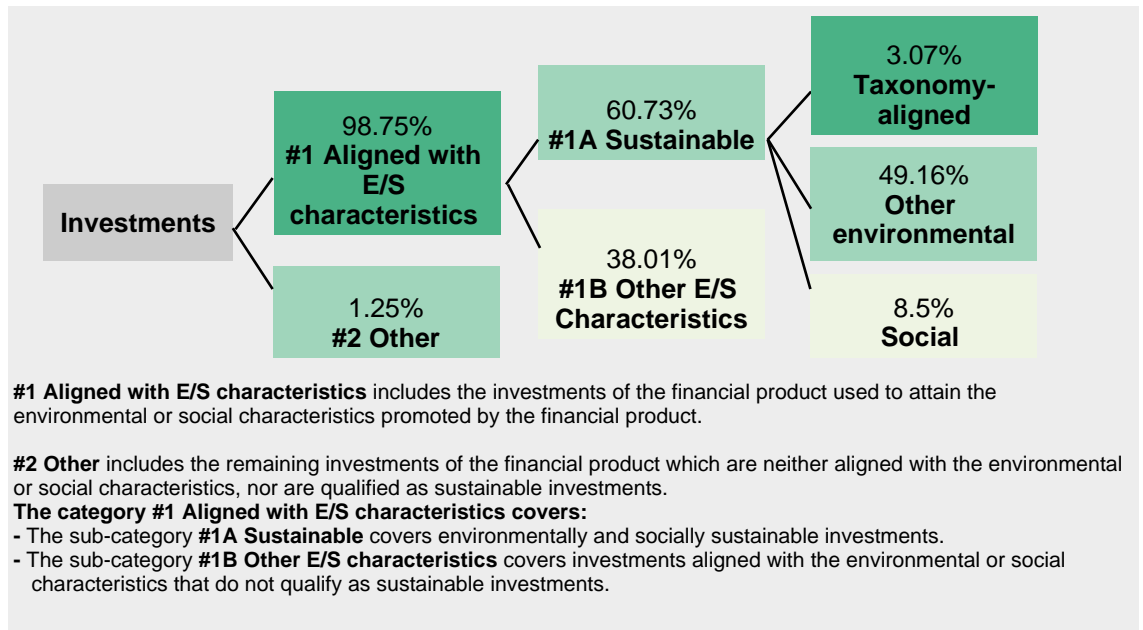 Investments
98.75%
#1 Aligned with
E/S
characteristics
1.25%
#2 Other
60.73%
#1A Sustainable
38.01%
#1B Other E/S
Characteristics
3.07%
Taxonomy-
aligned
49.16%
Other
environmental
8.5%
Social
#1 Aligned with E/S characteristics includes the investments of the financial product used to attain the
environmental or social characteristics promoted by the financial product.
#2 Other includes the remaining investments of the financial product which are neither aligned with the environmental
or social characteristics, nor are qualified as sustainable investments.
The category #1 Aligned with E/S characteristics covers:
- The sub-category #1A Sustainable covers environmentally and socially sustainable investments.
- The sub-category #1B Other E/S characteristics covers investments aligned with the environmental or social
characteristics that do not qualify as sustainable investments.